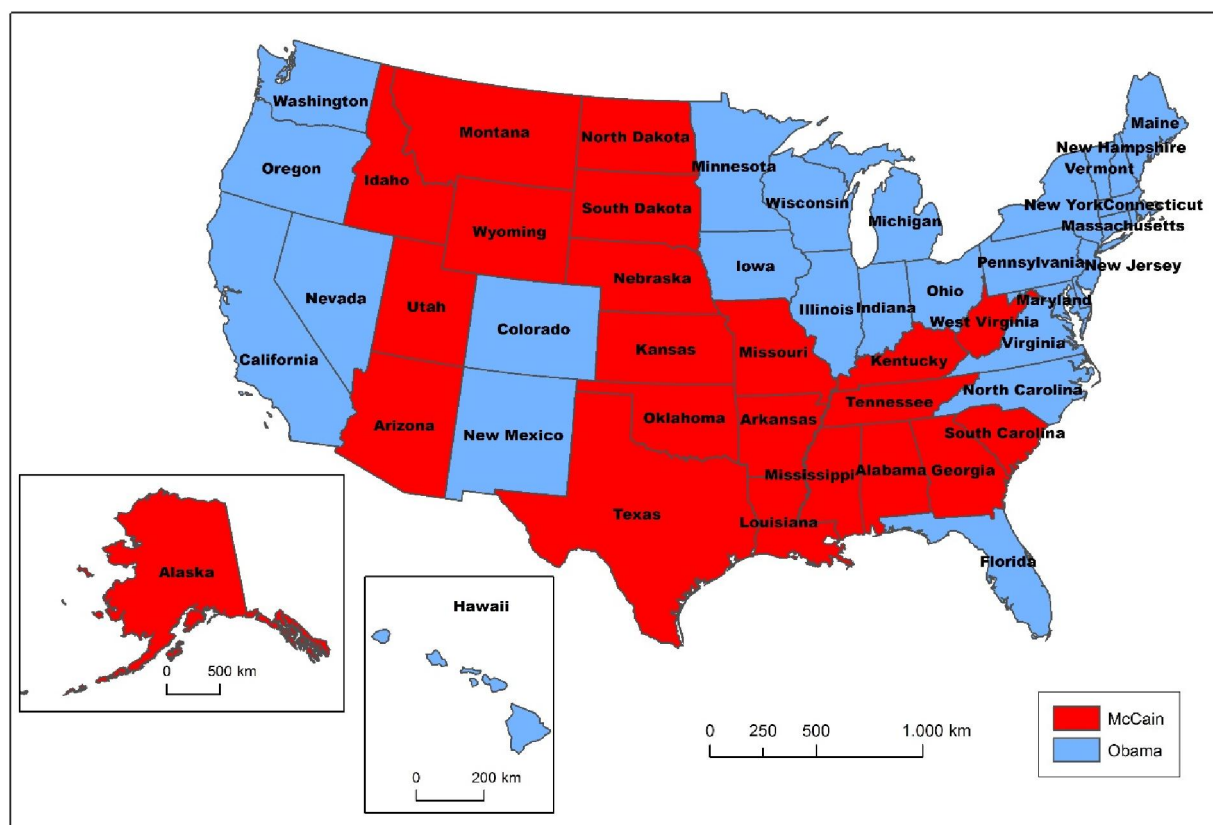 Maine
Washington
Montana
North Dakota
New Hampshire
Minnesota
Vermont
Oregon
Idaho
Wisconsin
New York
Connecticut
South Dakota
Michigan
Massachusetts
Wyoming
Pennsylvania
Iowa
New Jersey
Nebraska
Ohio
Nevada
Maryland
Utah
Illinois
Indiana
Colorado
West Virginia
Virginia
Kansas
Missouri
California
Kentucky
North Carolina
Tennessee
Oklahoma
Arkansas
Arizona
South Carolina
New Mexico
Mississippi
Alabama
Georgia
Texas
Louisiana
Florida
Alaska
0 500 km
Hawaii
0 200 km
0 250 500 1.000 km
McCain
Obama